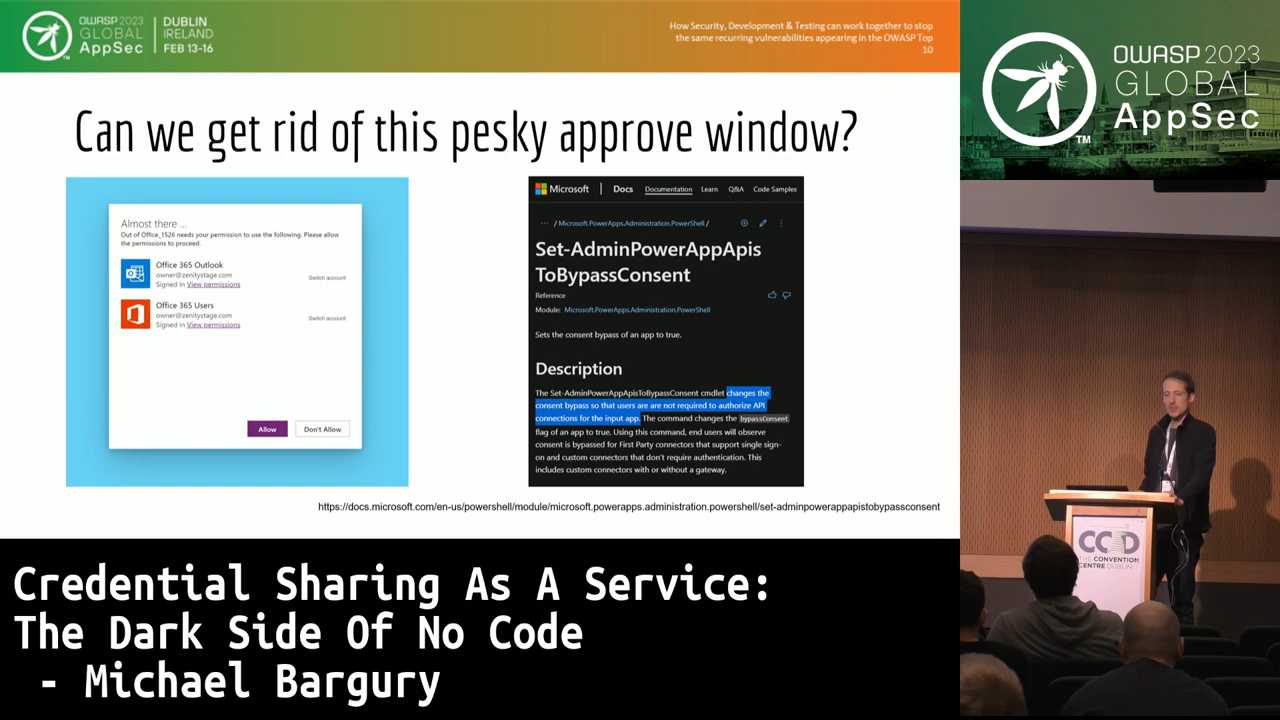 OWASP 2023
GLOBAL
AppSec
TM
DUBLIN
IRELAND
FEB 13-16
How Security, Development & Testing can work together to stop
the same recurring vulnerabilities appearing in the OWASP Top
10
Can we get rid of this pesky approve window?
Almost there ...
Out of Office_1526 needs your permission to use the following. Please allow
the permissions to proceed.
Office 365 Outlook
owner@zenitystage.com
Signed in View permissions
Switch account
Office 365 Users
owner@zenitystage.com
Signed in View permissions
Switch account
Allow
Don't Allow
Microsoft | Docs Documentation Learn Q&A Code Samples
··· / Microsoft.PowerApps.Administration.PowerShell /
Set-AdminPowerAppApis
ToBypassConsent
Reference
Module: Microsoft.PowerApps.Administration.PowerShell
Sets the consent bypass of an app to true.
Description
The Set-AdminPowerAppApisToBypassConsent cmdlet changes the
consent bypass so that users are are not required to authorize API
connections for the input app. The command changes the bypassConsent
flag of an app to true. Using this command, end users will observe
consent is bypassed for First Party connectors that support single sign-
on and custom connectors that don't require authentication. This
includes custom connectors with or without a gateway.
https://docs.microsoft.com/en-us/powershell/module/microsoft.powerapps.administration.powershell/set-adminpowerappapistobypassconsent
Credential Sharing As A Service:
The Dark Side Of No Code
- Michael Bargury
OWASP 2023
GLOBAL
AppSec
TM
CCD
THE CONVENTION
CENTRE DUBLIN